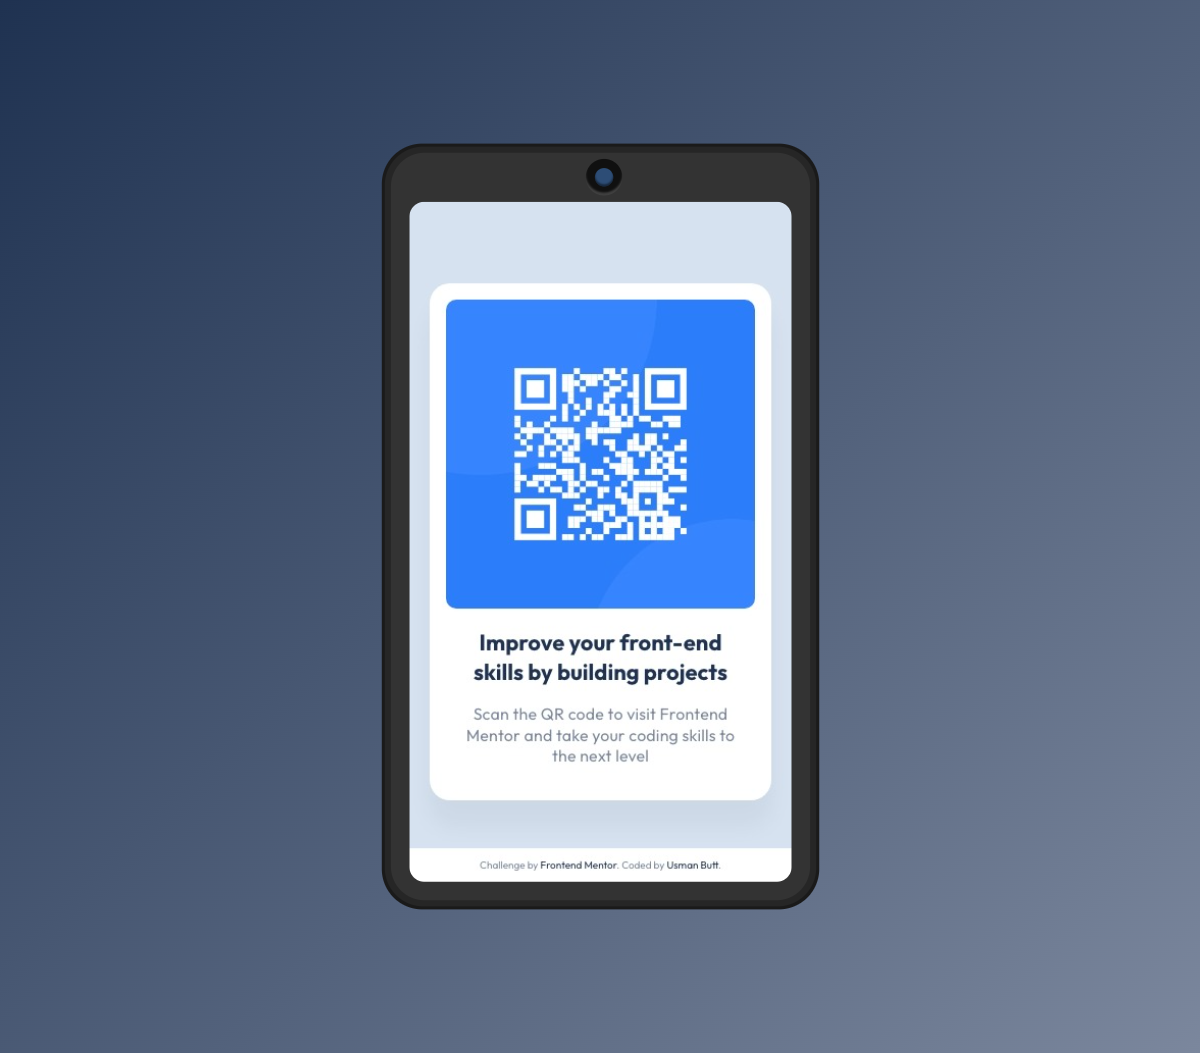 Improve your front-end
skills by building projects
Scan the QR code to visit Frontend
Mentor and take your coding skills to
the next level
Challenge by Frontend Mentor. Coded by Usman Butt.